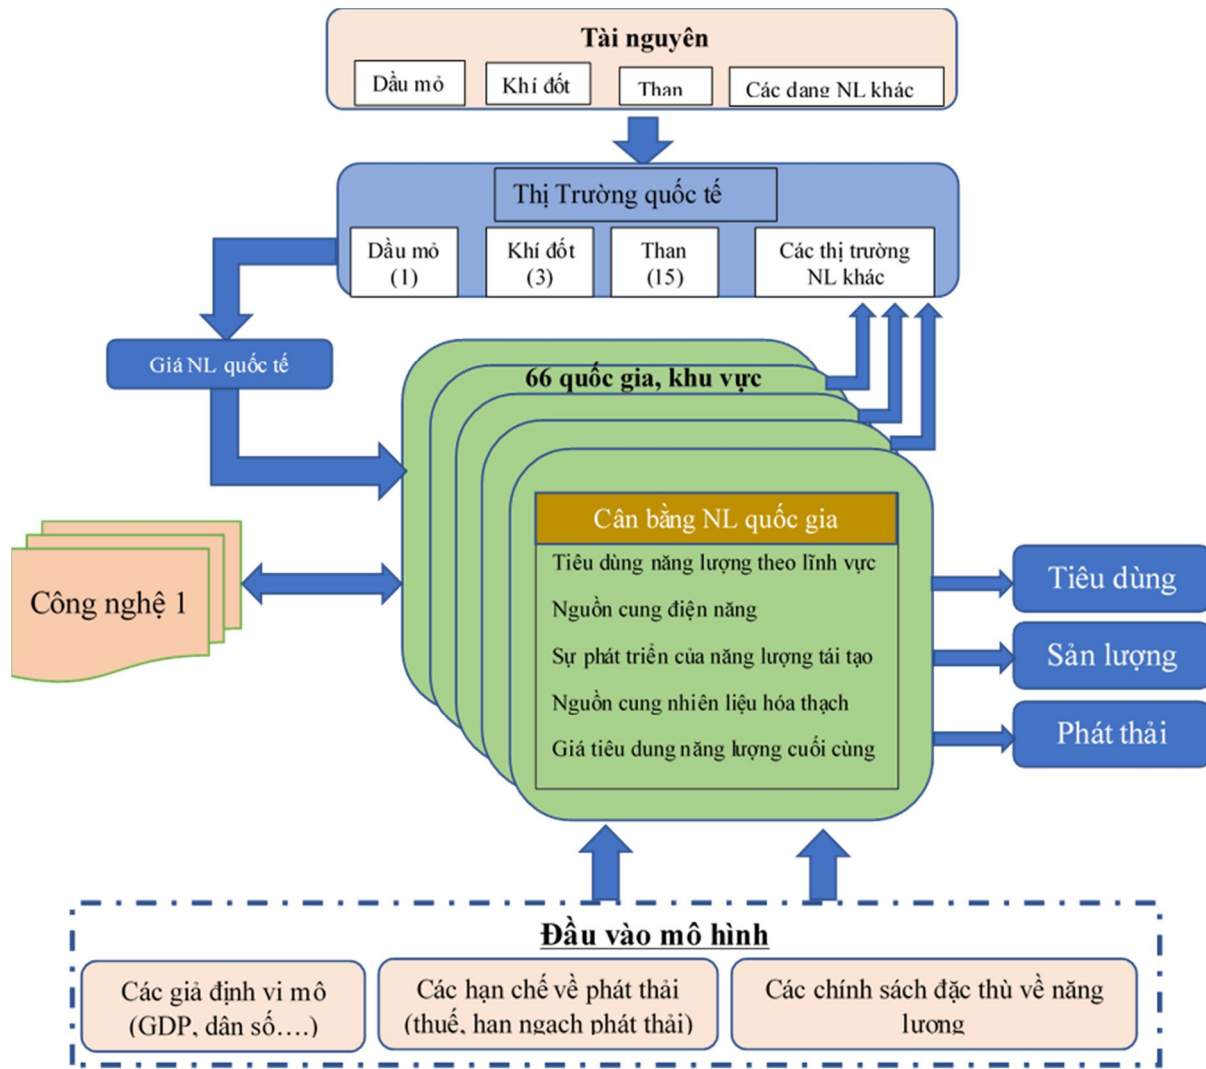 Tài nguyên
Dầu mỏ
Khí đốt
Than
Các dạng NL khác
Thị Trường quốc tế
Dầu mỏ
(1)
Khí đốt
(3)
Than
(15)
Các thị trường
NL khác
Giá NL quốc tế
66 quốc gia, khu vực
Cân bằng NL quốc gia
Tiêu dùng năng lượng theo lĩnh vực
Nguồn cung điện năng
Sự phát triển của năng lượng tái tạo
Nguồn cung nhiên liệu hóa thạch
Giá tiêu dung năng lượng cuối cùng
Công nghệ 1
Tiêu dùng
Sản lượng
Phát thải
Đầu vào mô hình
Các giả định vi mô
(GDP, dân số….)
Các hạn chế về phát thải
(thuế, hạn ngạch phát thải)
Các chính sách đặc thù về năng
lượng